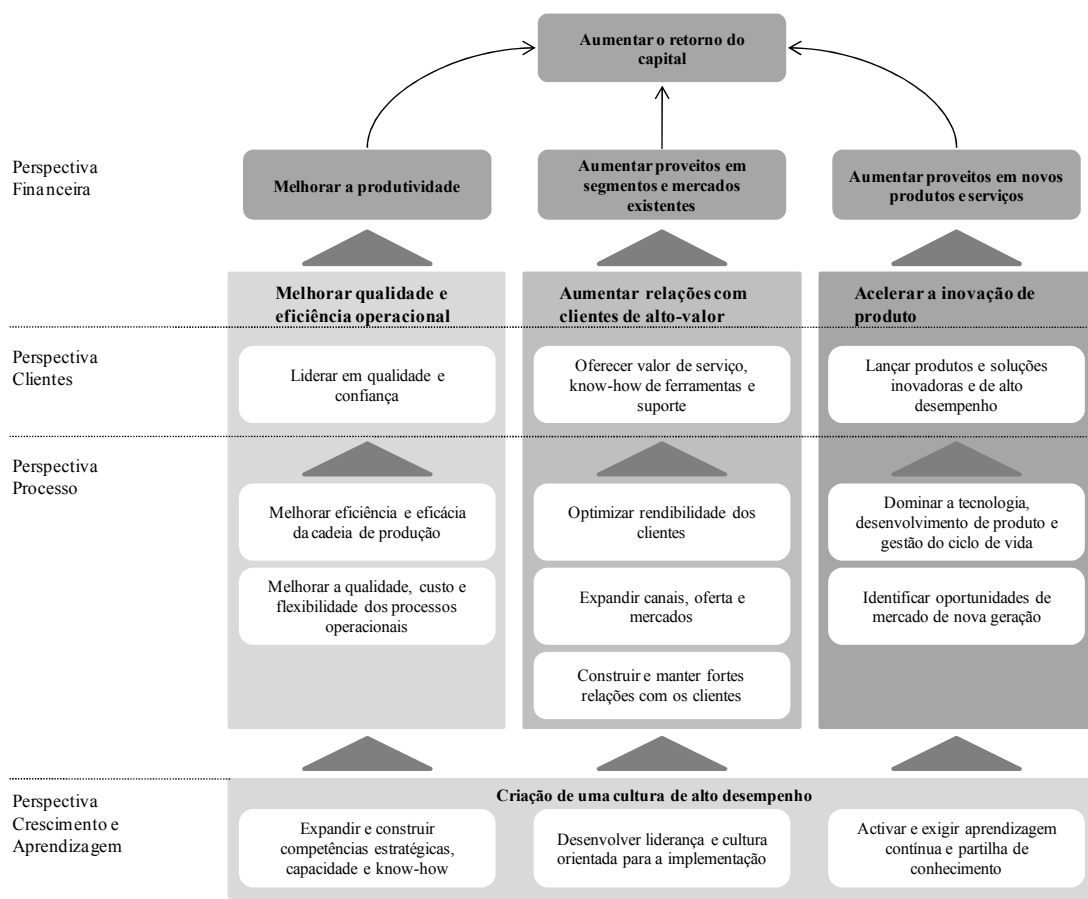 Aumentar o retorno do
capital
Perspectiva
Financeira
Melhorar a produtividade
Aumentar proveitos em
segmentos e mercados
existentes
Aumentar proveitos em novos
produtos e serviços
Melhorar qualidade e
eficiência operacional
Aumentar relações com
clientes de alto-valor
Acelerar a inovação de
produto
Perspectiva
Clientes
Liderar em qualidade e
confiança
Oferecer valor de serviço,
know-how de ferramentas e
suporte
Lançar produtos e soluções
inovadoras e de alto
desempenho
Perspectiva
Processo
Melhorar eficiência e eficácia
da cadeia de produção
Optimizar rendibilidade dos
clientes
Dominar a tecnologia,
desenvolvimento de produto e
gestão do ciclo de vida
Melhorar a qualidade, custo e
flexibilidade dos processos
operacionais
Expandir canais, oferta e
mercados
Identificar oportunidades de
mercado de nova geração
Construir e manter fortes
relações com os clientes
Perspectiva
Crescimento e
Aprendizagem
Criação de uma cultura de alto desempenho
Expandir e construir
competências estratégicas,
capacidade e know-how
Desenvolver liderança e cultura
orientada para a implementação
Activar e exigir aprendizagem
contínua e partilha de
conhecimento